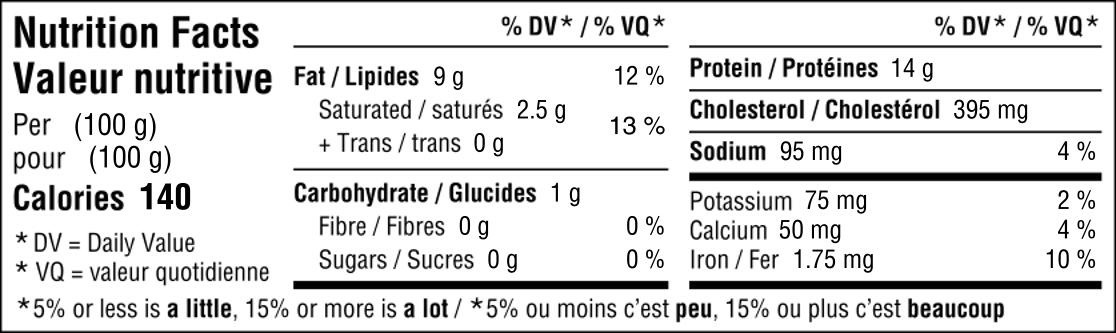 Nutrition Facts
Valeur nutritive
Per (100 g)
pour (100 g)
Calories 140
* DV = Daily Value
* VQ = valeur quotidienne
% DV* / % VQ*
Fat / Lipides 9 g 12 %
Saturated / saturés 2.5 g
+ Trans / trans 0 g
13 %
Carbohydrate / Glucides 1 g
Fibre / Fibres 0 g 0 %
Sugars / Sucres 0 g 0 %
% DV* / % VQ*
Protein / Protéines 14 g
Cholesterol / Cholestérol 395 mg
Sodium 95 mg 4 %
Potassium 75 mg 2 %
Calcium 50 mg 4 %
Iron / Fer 1.75 mg 10 %
*5% or less is a little, 15% or more is a lot / *5% ou moins c’est peu, 15% ou plus c’est beaucoup